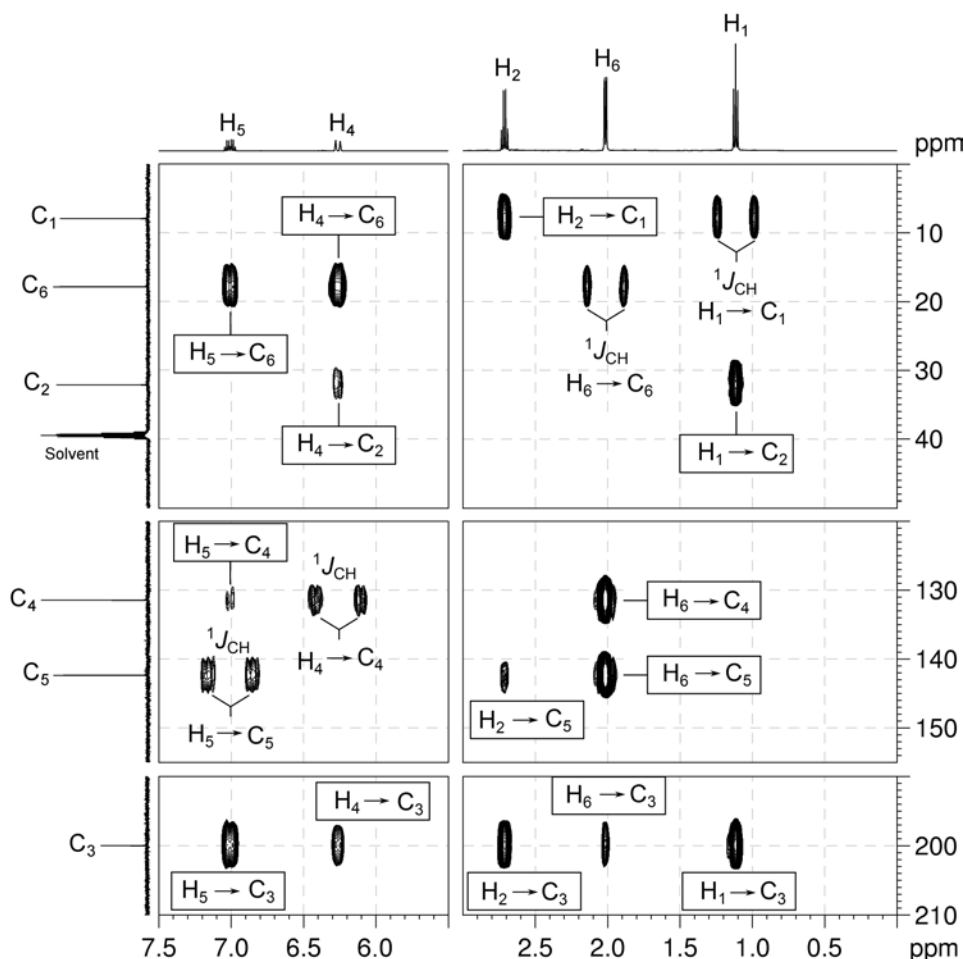 H₁
H₂ H₆
H₅ H₄ ppm
C₁ H₄ → C₆ H₂ → C₁ 10
¹J_CH
C₆ H₁ → C₁ 20
H₅ → C₆ ¹J_CH
H₆ → C₆ 30
C₂
H₄ → C₂ H₁ → C₂ 40
Solvent
H₅ → C₄ ¹J_CH
C₄ H₆ → C₄ 130
¹J_CH H₄ → C₄
C₅ H₆ → C₅ 140
H₅ → C₅ H₂ → C₅ 150
H₄ → C₃ H₆ → C₃
C₃ 200
H₅ → C₃ H₂ → C₃ H₁ → C₃
210
7.5 7.0 6.5 6.0 2.5 2.0 1.5 1.0 0.5 ppm